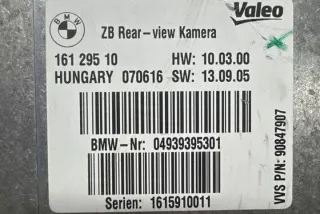 BMW
Valeo
ZB Rear-view Kamera
161 295 10 HW: 10.03.00
HUNGARY 070616 SW: 13.09.05
BMW-Nr: 04939395301
Serien: 1615910011
VVS P/N: 90847907